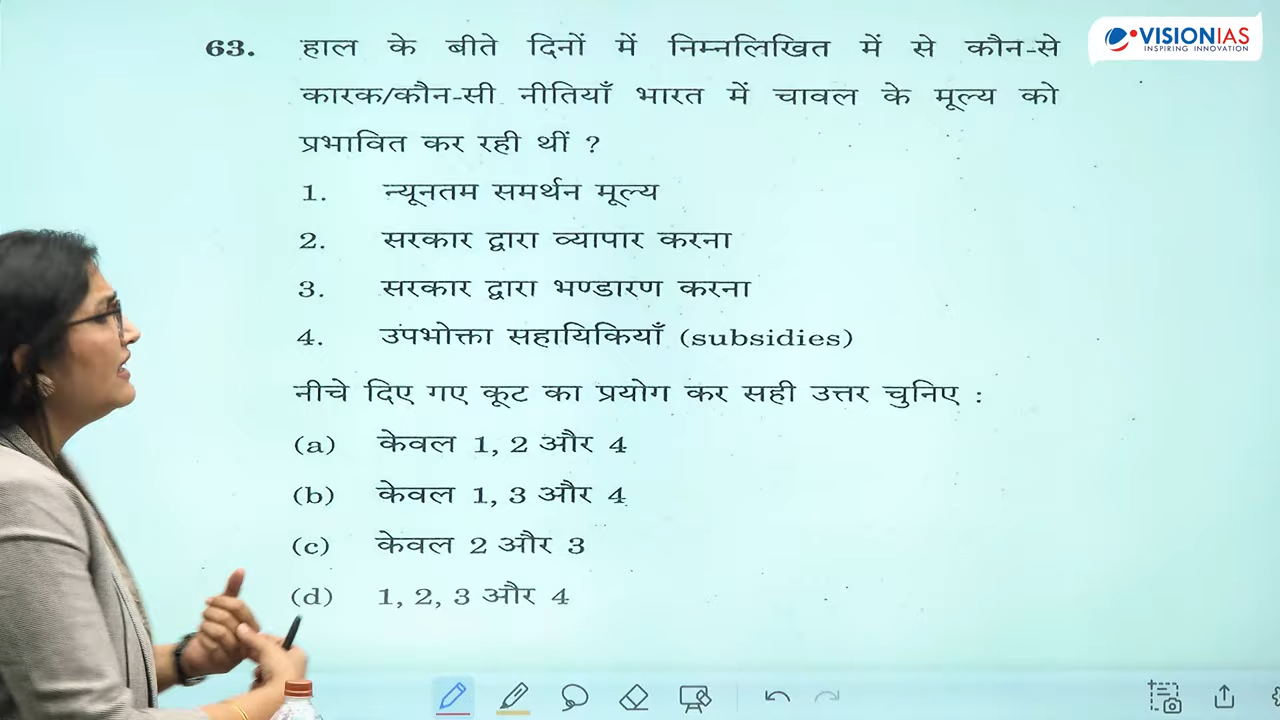 VISIONIAS
INSPIRING INNOVATION
63. हाल के बीते दिनों में निम्नलिखित में से कौन-से
कारक/कौन-सी नीतियाँ भारत में चावल के मूल्य को
प्रभावित कर रही थीं ?
1. न्यूनतम समर्थन मूल्य
2. सरकार द्वारा व्यापार करना
3. सरकार द्वारा भण्डारण करना
4. उपभोक्ता सहायिकियाँ (subsidies)
नीचे दिए गए कूट का प्रयोग कर सही उत्तर चुनिए :
(a) केवल 1, 2 और 4
(b) केवल 1, 3 और 4
(c) केवल 2 और 3
(d) 1, 2, 3 और 4